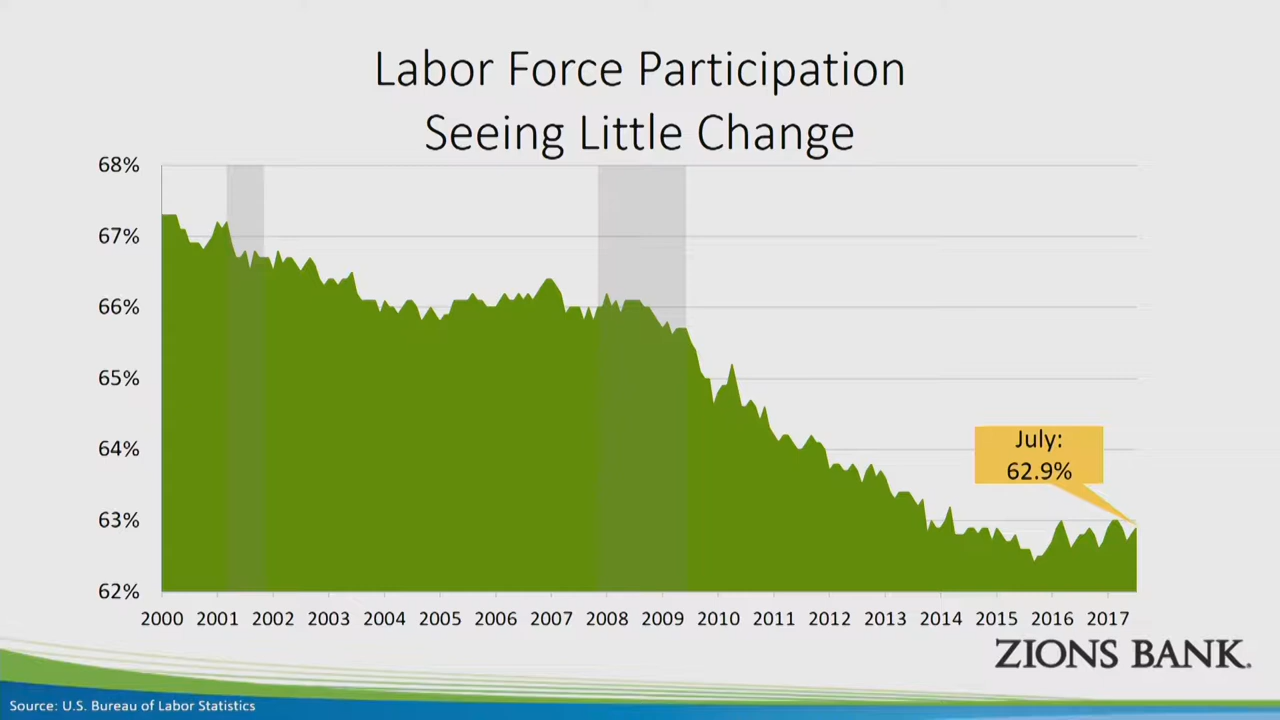 Labor Force Participation
Seeing Little Change
68%
67%
66%
65%
64%
63%
62%
July:
62.9%
2000 2001 2002 2003 2004 2005 2006 2007 2008 2009 2010 2011 2012 2013 2014 2015 2016 2017
ZIONS BANK.
Source: U.S. Bureau of Labor Statistics